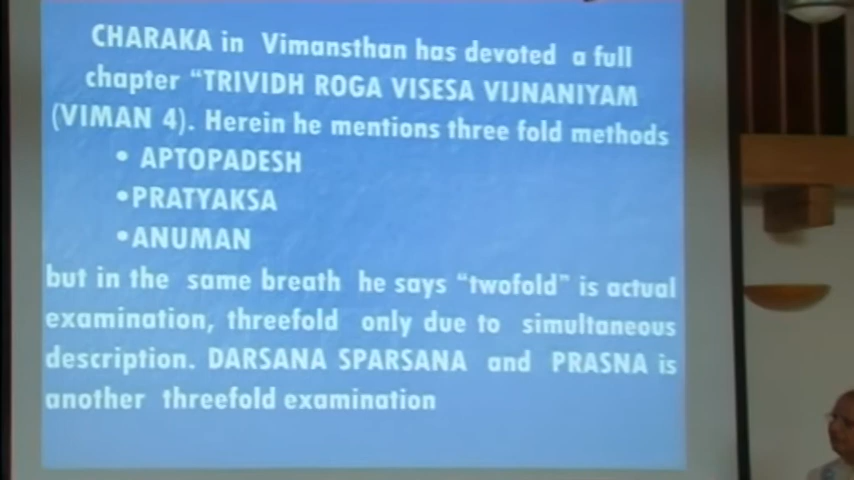 CHARAKA in Vimansthan has devoted a full
chapter “TRIVIDH ROGA VISESA VIJNANIYAM
(VIMAN 4). Herein he mentions three fold methods
• APTOPADESH
•PRATYAKSA
•ANUMAN
but in the same breath he says “twofold” is actual
examination, threefold only due to simultaneous
description. DARSANA SPARSANA and PRASNA is
another threefold examination